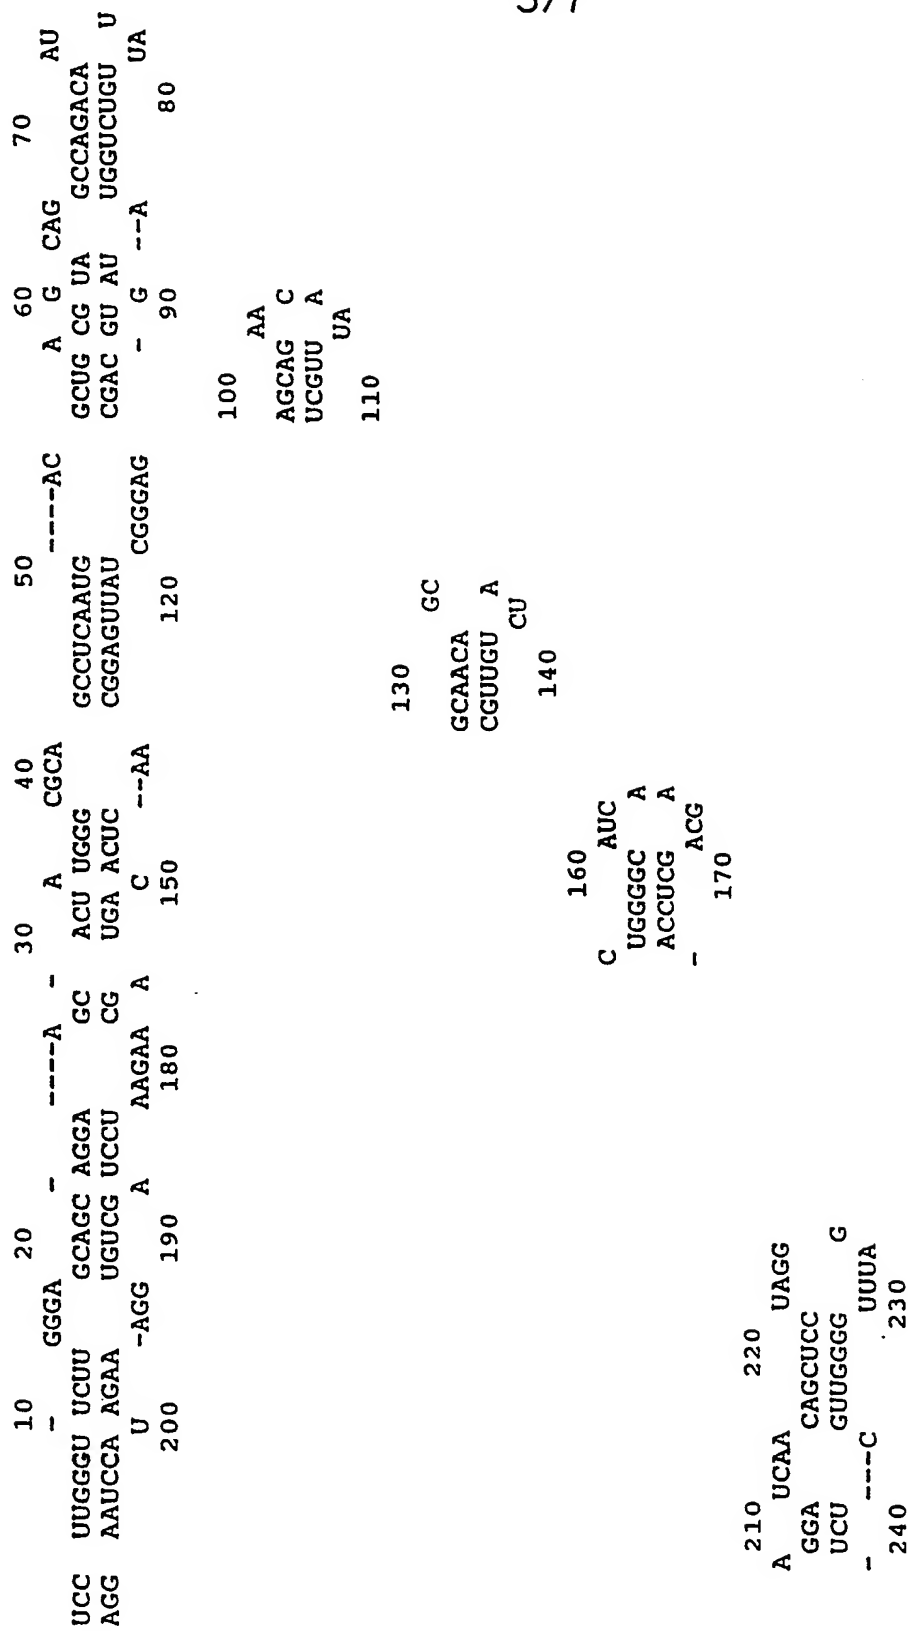 10 20 30 40 50 60 70
- GGGA - ----A - A CGCA ----AC A G CAG AU
UCC UUGGGU UCUU GCAGC AGGA GC ACU UGGG GCCUCAAUG GCUG CG UA GCCAGACA U
AGG AAUCCA AGAA UGUCG UCCU CG UGA ACUC CGGAGUUAU CGAC GU AU UGGUCUGU
U -AGG A AAGAA A C --AA CGGGAG - G --A UA
200 190 180 150 120 90 80
100
AA
AGCAG C
UCGUU A
UA
110
130
GC
GCAACA
CGUUGU A
CU
140
160
C AUC
UGGGGC A
ACCUCG A
- ACG
170
210 220
A UCAA UAGG
GGA CAGCUCC
UCU GUUGGGG G
- ---C UUUA
240 230